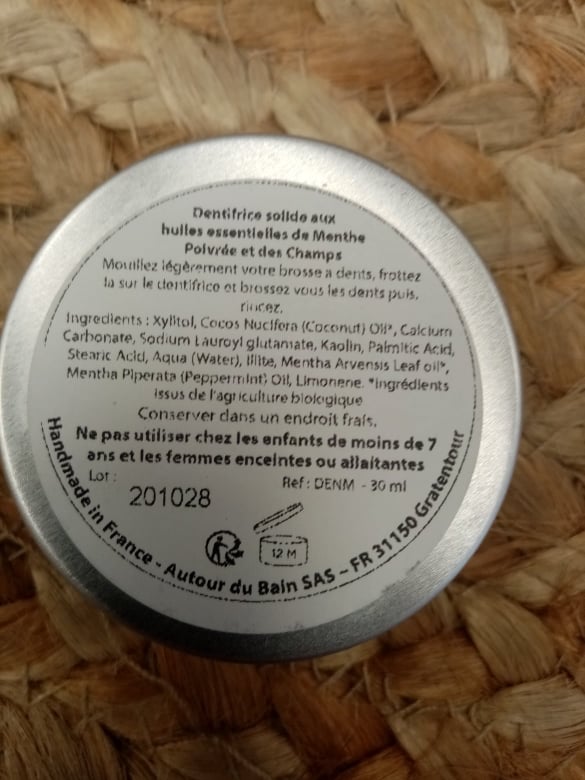 Dentifrice solide aux
huiles essentielles de Menthe
Poivrée et des Champs
Mouillez légèrement votre brosse a dents, frottez
la sur le dentifrice et brossez vous les dents puis,
rincez.
Ingredients : Xylitol, Cocos Nucifera (Coconut) Oil*, Calcium
Carbonate, Sodium Lauroyl glutamate, Kaolin, Palmitic Acid,
Stearic Acid, Aqua (Water), Illite, Mentha Arvensis Leaf oil*,
Mentha Piperata (Peppermint) Oil, Limonene. *Ingrédients
issus de l'agriculture biologique
Conserver dans un endroit frais.
Ne pas utiliser chez les enfants de moins de 7
ans et les femmes enceintes ou allaitantes
Lot :
201028
Ref : DENM - 30 ml
12 M
Handmade in France - Autour du Bain SAS - FR 31150 Gratentour